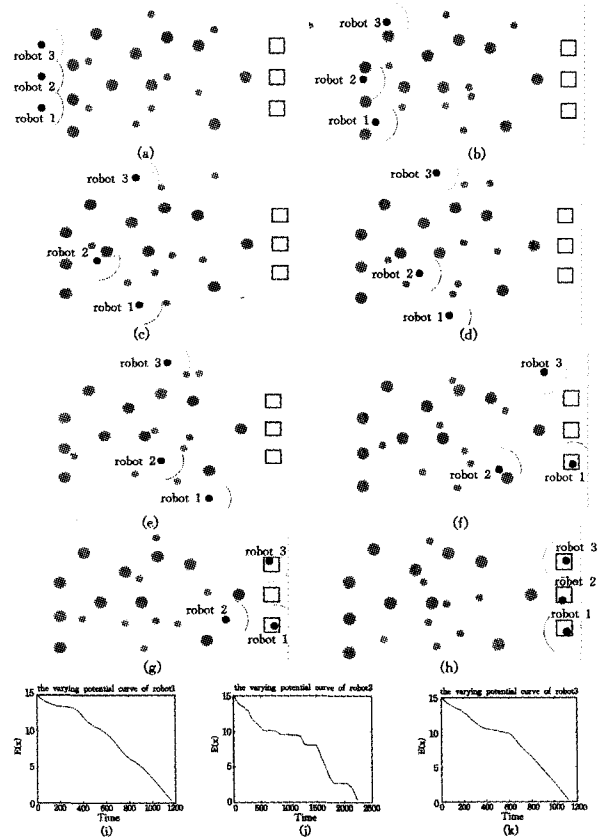 robot 3
robot 2
robot 1
(a)
robot 3
robot 2
robot 1
(b)
robot 3
robot 2
robot 1
(c)
robot 3
robot 2
robot 1
(d)
robot 3
robot 2
robot 1
(e)
robot 3
robot 2
robot 1
(f)
robot 3
robot 2
robot 1
(g)
robot 3
robot 2
robot 1
(h)
the varying potential curve of robot3
E(x)
15
10
5
0
0 200 400 600 800 1000 1200
Time
(i)
the varying potential curve of robot3
E(x)
15
10
5
0
0 500 1000 1500 2000 2500
Time
(j)
the varying potential curve of robot3
E(x)
15
10
5
0
0 200 400 600 800 1000 1200
Time
(k)